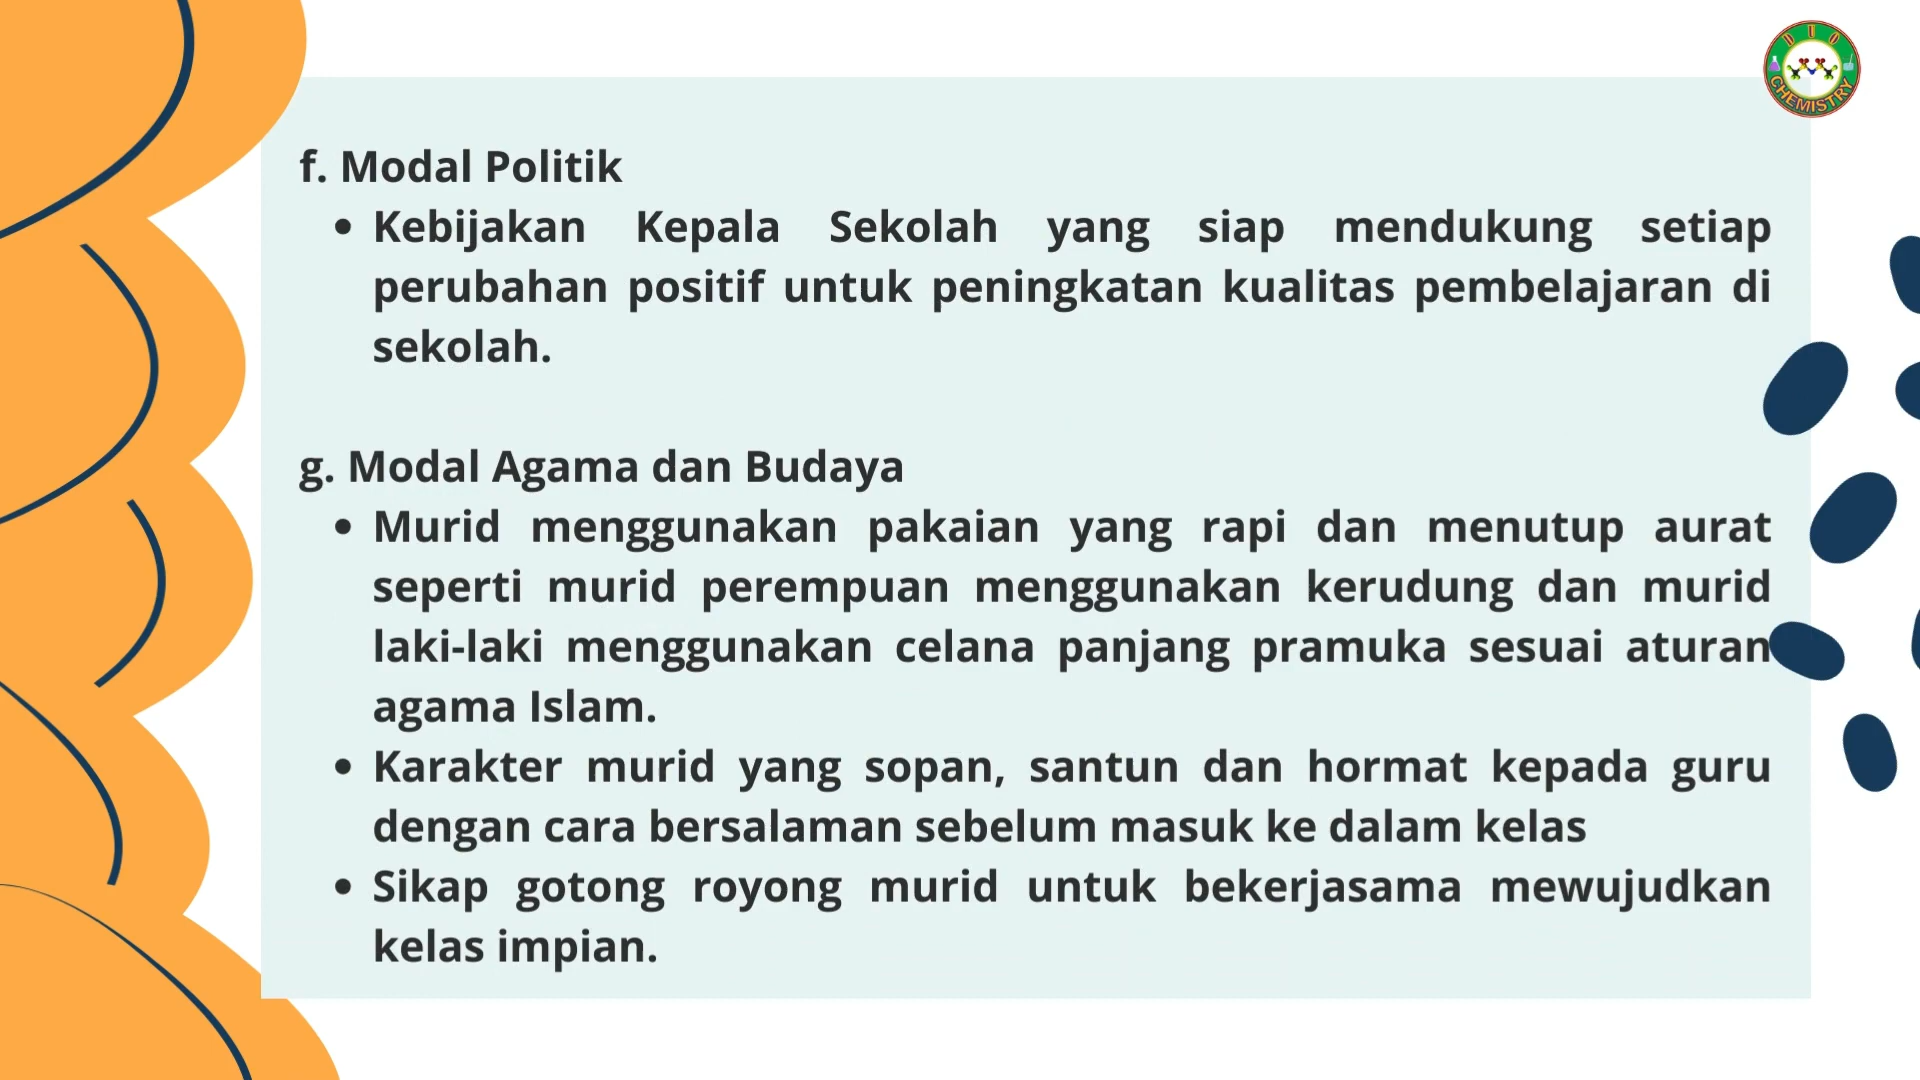 DUO
CHEMISTRY
f. Modal Politik
• Kebijakan Kepala Sekolah yang siap mendukung setiap
perubahan positif untuk peningkatan kualitas pembelajaran di
sekolah.
g. Modal Agama dan Budaya
• Murid menggunakan pakaian yang rapi dan menutup aurat
seperti murid perempuan menggunakan kerudung dan murid
laki-laki menggunakan celana panjang pramuka sesuai aturan
agama Islam.
• Karakter murid yang sopan, santun dan hormat kepada guru
dengan cara bersalaman sebelum masuk ke dalam kelas
• Sikap gotong royong murid untuk bekerjasama mewujudkan
kelas impian.